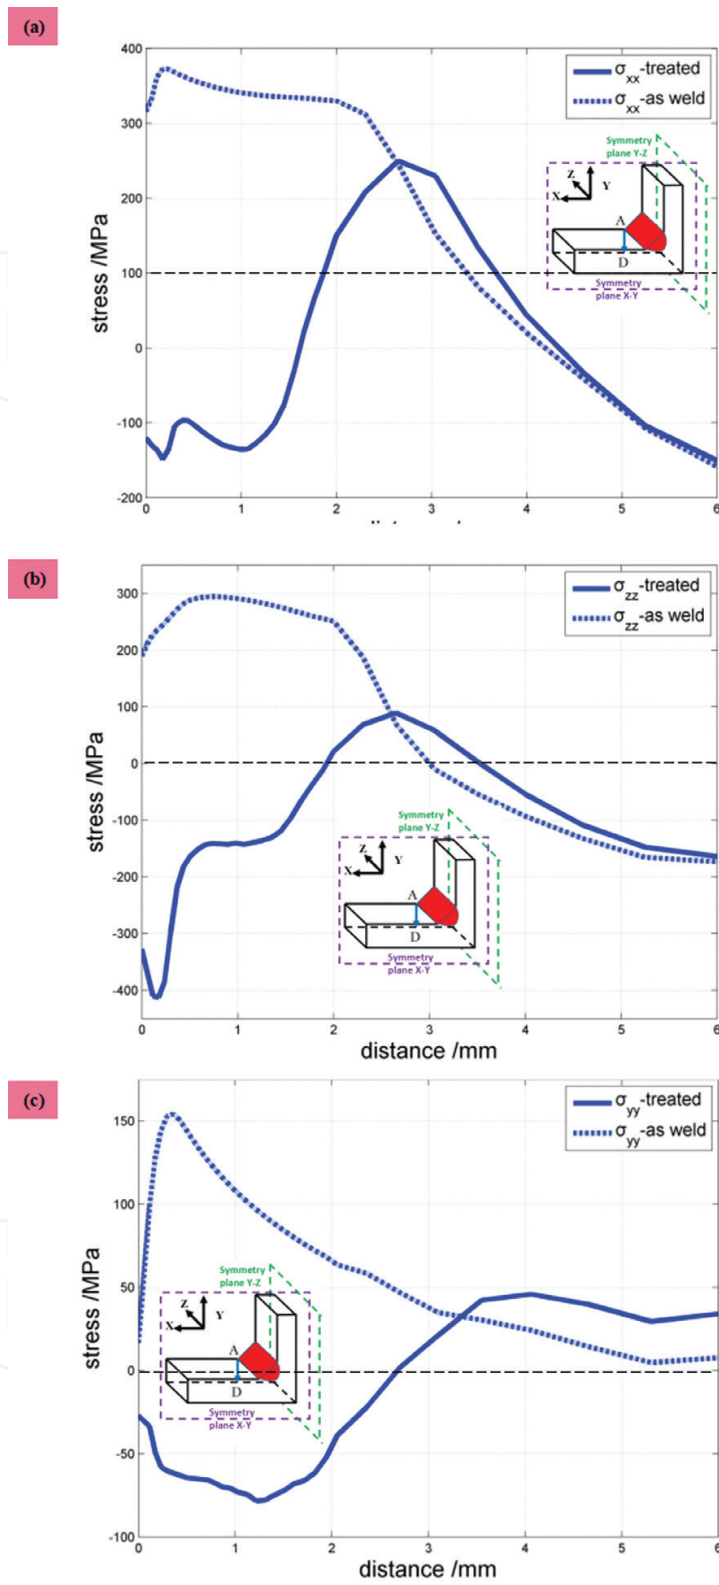 (a)
400
300
200
100
0
-100
-200
stress /MPa
σxx-treated
σxx-as weld
Symmetry
plane Y-Z
Z
Y
X
A
D
Symmetry
plane X-Y
0 1 2 3 4 5 6
(b)
300
200
100
0
-100
-200
-300
-400
stress /MPa
σzz-treated
σzz-as weld
Symmetry
plane Y-Z
Z
Y
X
A
D
Symmetry
plane X-Y
0 1 2 3 4 5 6
distance /mm
(c)
150
100
50
0
-50
-100
stress /MPa
σyy-treated
σyy-as weld
Symmetry
plane Y-Z
Z
Y
X
A
D
Symmetry
plane X-Y
0 1 2 3 4 5 6
distance /mm